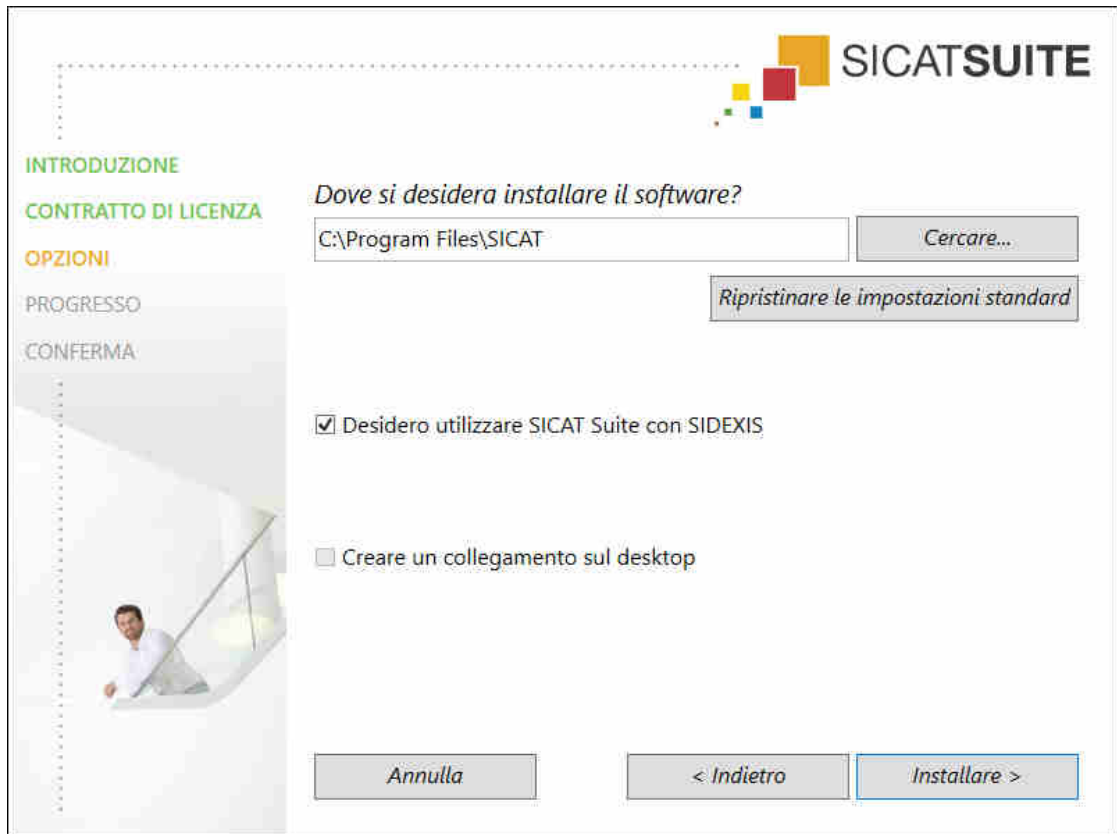 SICATSUITE
INTRODUZIONE
CONTRATTO DI LICENZA
OPZIONI
PROGRESSO
CONFERMA
Dove si desidera installare il software?
C:\Program Files\SICAT
Cercare...
Ripristinare le impostazioni standard
Desidero utilizzare SICAT Suite con SIDEXIS
Creare un collegamento sul desktop
Annulla
< Indietro
Installare >